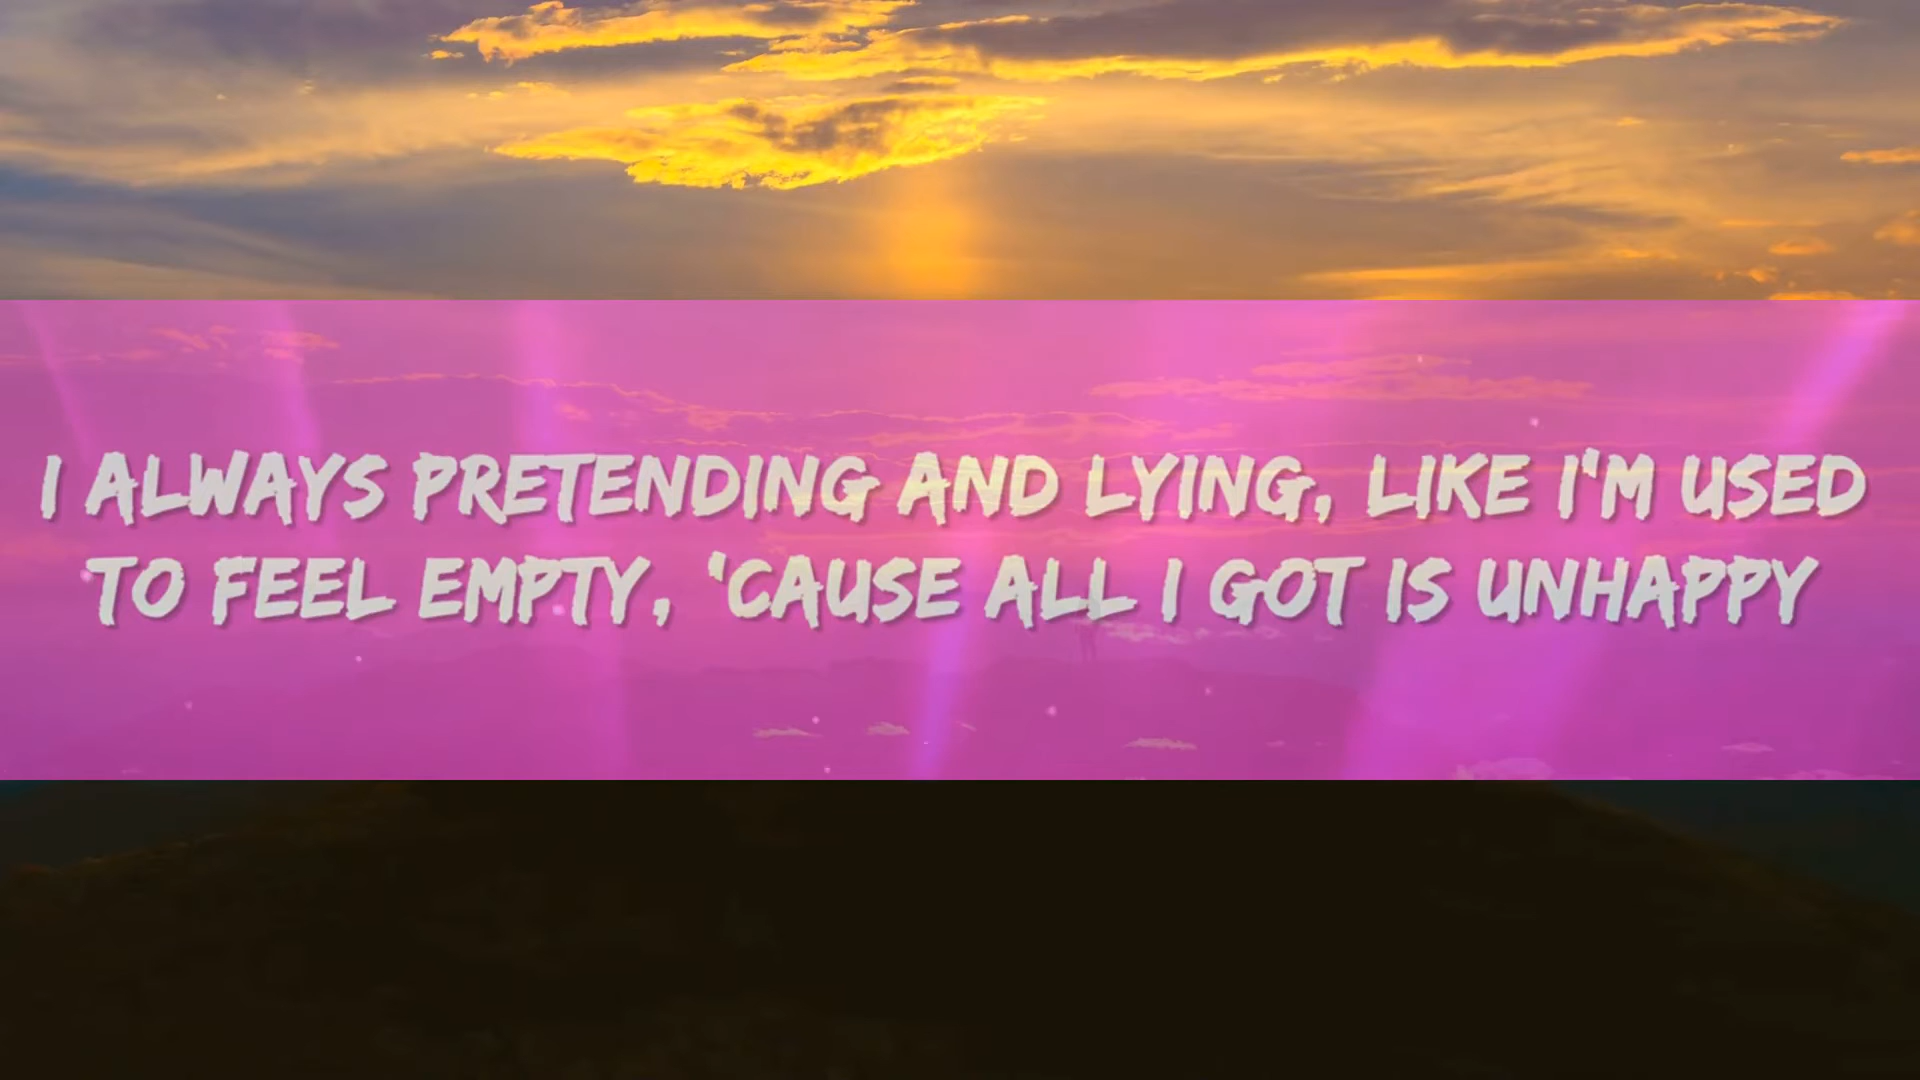 I ALWAYS PRETENDING AND LYING, LIKE I'M USED
TO FEEL EMPTY, 'CAUSE ALL I GOT IS UNHAPPY